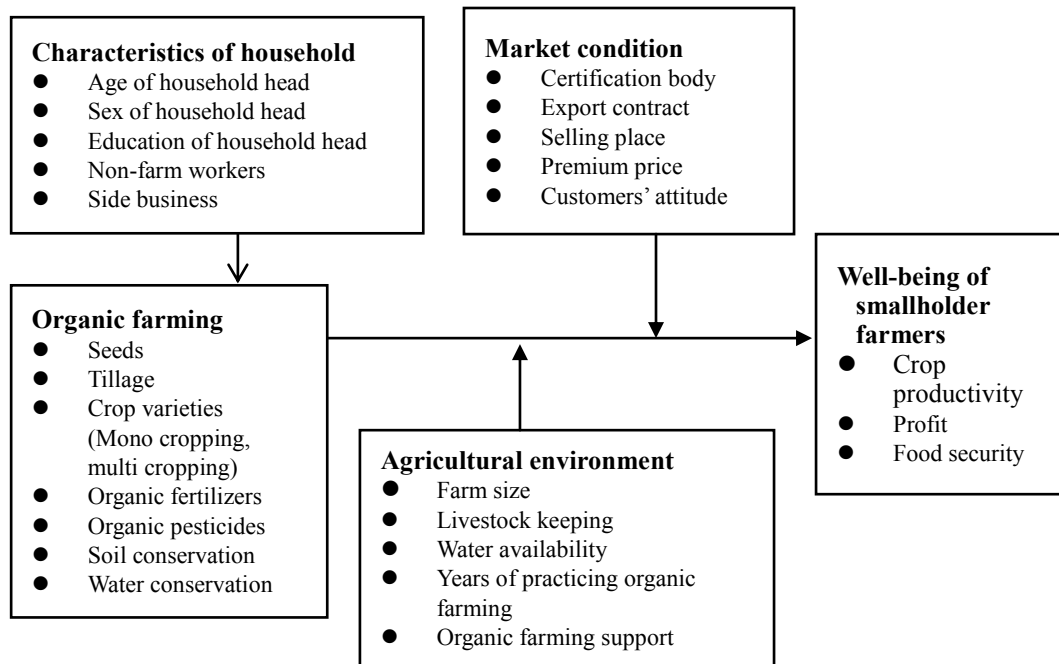 Characteristics of household
● Age of household head
● Sex of household head
● Education of household head
● Non-farm workers
● Side business
Market condition
● Certification body
● Export contract
● Selling place
● Premium price
● Customers’ attitude
Organic farming
● Seeds
● Tillage
● Crop varieties
(Mono cropping,
multi cropping)
● Organic fertilizers
● Organic pesticides
● Soil conservation
● Water conservation
Agricultural environment
● Farm size
● Livestock keeping
● Water availability
● Years of practicing organic
farming
● Organic farming support
Well-being of
smallholder
farmers
● Crop
productivity
● Profit
● Food security